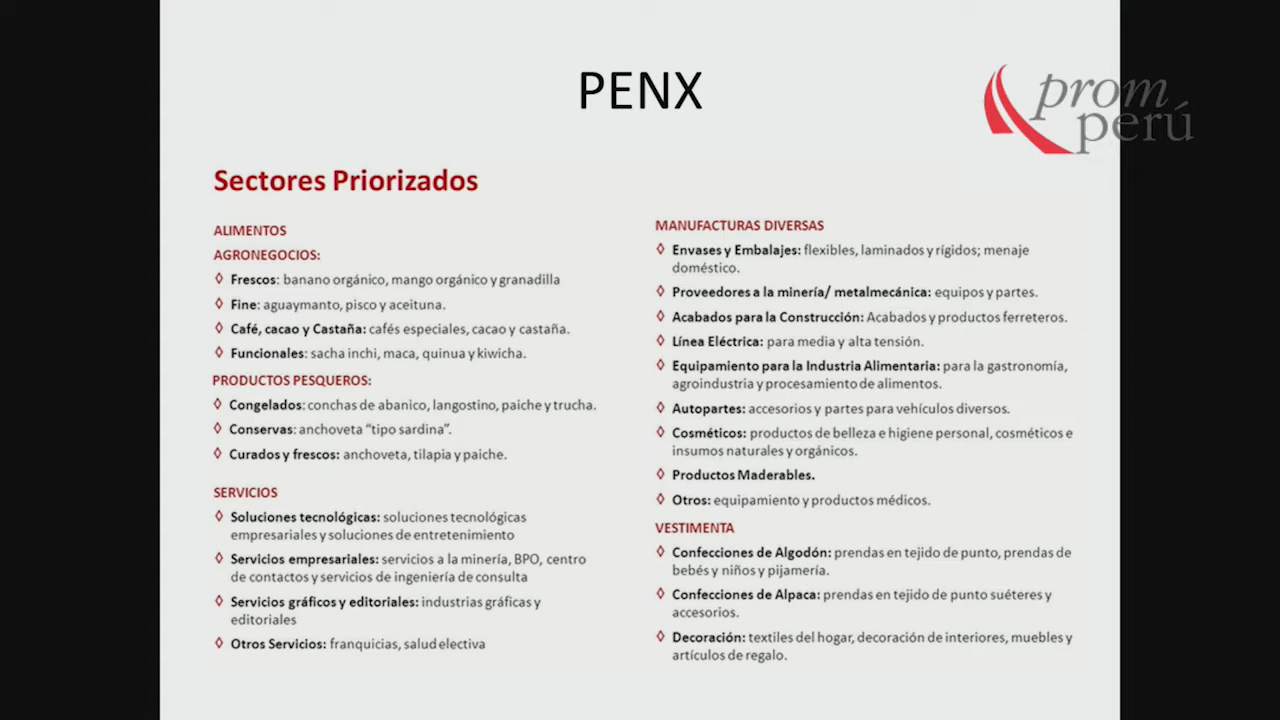 PENX
prom
perú
Sectores Priorizados
ALIMENTOS
AGRONEGOCIOS:
◊ Frescos: banano orgánico, mango orgánico y granadilla
◊ Fine: aguaymanto, pisco y aceituna.
◊ Café, cacao y Castaña: cafés especiales, cacao y castaña.
◊ Funcionales: sacha inchi, maca, quinua y kiwicha.
PRODUCTOS PESQUEROS:
◊ Congelados: conchas de abanico, langostino, paiche y trucha.
◊ Conservas: anchoveta “tipo sardina”.
◊ Curados y frescos: anchoveta, tilapia y paiche.
SERVICIOS
◊ Soluciones tecnológicas: soluciones tecnológicas
empresariales y soluciones de entretenimiento
◊ Servicios empresariales: servicios a la minería, BPO, centro
de contactos y servicios de ingeniería de consulta
◊ Servicios gráficos y editoriales: industrias gráficas y
editoriales
◊ Otros Servicios: franquicias, salud electiva
MANUFACTURAS DIVERSAS
◊ Envases y Embalajes: flexibles, laminados y rígidos; menaje
doméstico.
◊ Proveedores a la minería/ metalmecánica: equipos y partes.
◊ Acabados para la Construcción: Acabados y productos ferreteros.
◊ Línea Eléctrica: para media y alta tensión.
◊ Equipamiento para la Industria Alimentaria: para la gastronomía,
agroindustria y procesamiento de alimentos.
◊ Autopartes: accesorios y partes para vehículos diversos.
◊ Cosméticos: productos de belleza e higiene personal, cosméticos e
insumos naturales y orgánicos.
◊ Productos Maderables.
◊ Otros: equipamiento y productos médicos.
VESTIMENTA
◊ Confecciones de Algodón: prendas en tejido de punto, prendas de
bebés y niños y pijamería.
◊ Confecciones de Alpaca: prendas en tejido de punto suéteres y
accesorios.
◊ Decoración: textiles del hogar, decoración de interiores, muebles y
artículos de regalo.